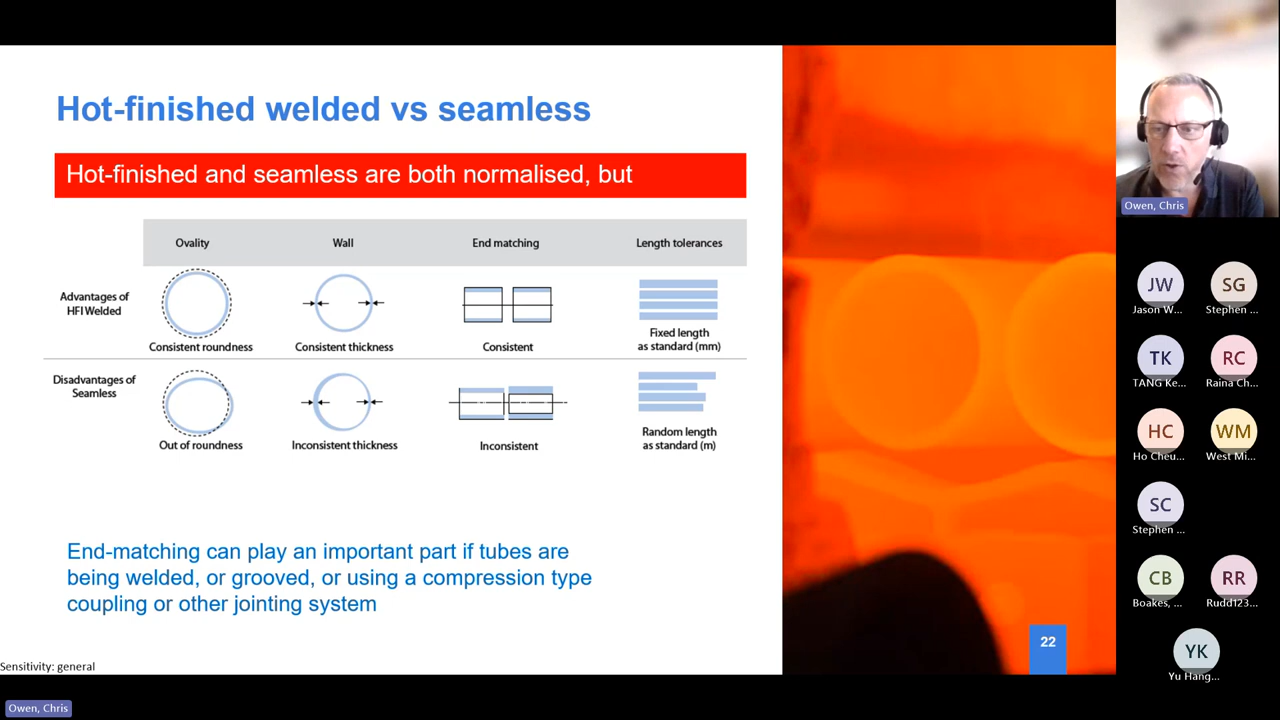 Hot-finished welded vs seamless
Hot-finished and seamless are both normalised, but
Ovality
Wall
End matching
Length tolerances
Advantages of
HFI Welded
Consistent roundness
Consistent thickness
Consistent
Fixed length
as standard (mm)
Disadvantages of
Seamless
Out of roundness
Inconsistent thickness
Inconsistent
Random length
as standard (m)
End-matching can play an important part if tubes are
being welded, or grooved, or using a compression type
coupling or other jointing system
22
Sensitivity: general
Owen, Chris
Owen, Chris
JW
Jason W...
SG
Stephen ...
TK
TANG Ke...
RC
Raina Ch...
HC
Ho Cheu...
WM
West Mi...
SC
Stephen ...
CB
Boakes, ...
RR
Rudd123...
YK
Yu Hang...